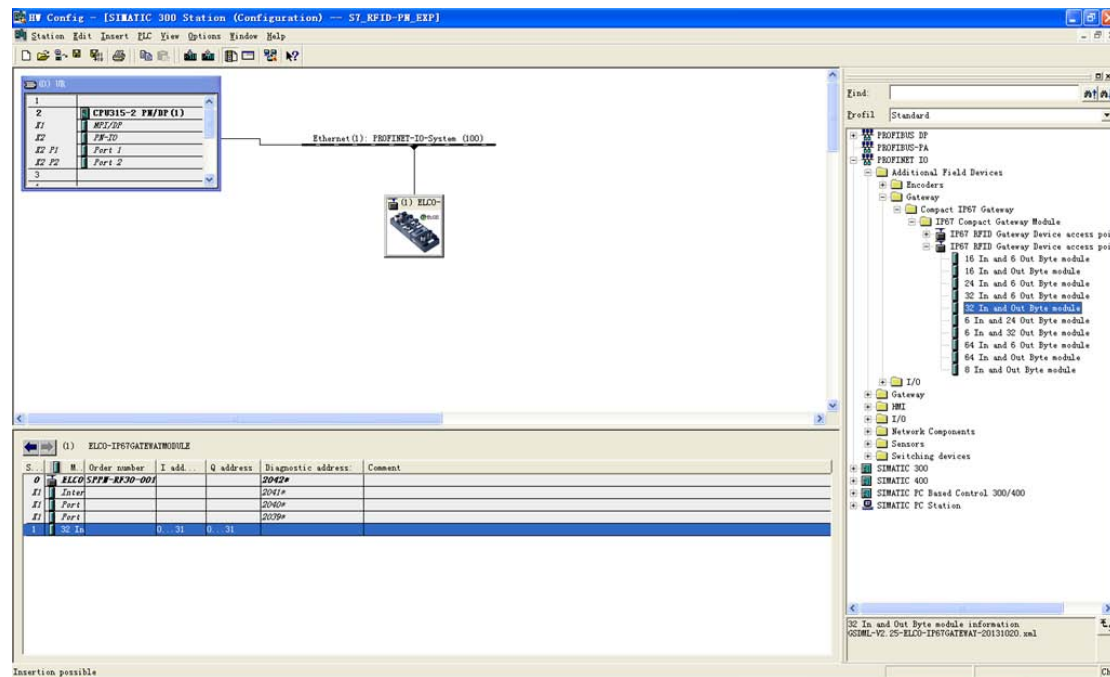 HW Config - [SIMATIC 300 Station (Configuration) -- S7_RFID-PN_EXP]
Station Edit Insert PLC View Options Window Help
(0) UR
1
2 CPU315-2 PN/DP(1)
X1 MPI/DP
X2 PN-IO
X2 P1 Port 1
X2 P2 Port 2
3
Ethernet(1): PROFINET-IO-System (100)
(1) ELCO-
ELCO
Find:
Profil Standard
PROFIBUS DP
PROFIBUS-PA
PROFINET IO
Additional Field Devices
Encoders
Gateway
Compact IP67 Gateway
IP67 Compact Gateway Module
IP67 RFID Gateway Device access poi
IP67 RFID Gateway Device access poi
16 In and 6 Out Byte module
16 In and Out Byte module
24 In and 6 Out Byte module
32 In and 6 Out Byte module
32 In and Out Byte module
6 In and 24 Out Byte module
6 In and 32 Out Byte module
64 In and 6 Out Byte module
64 In and Out Byte module
8 In and Out Byte module
I/O
Gateway
HMI
I/O
Network Components
Sensors
Switching devices
SIMATIC 300
SIMATIC 400
SIMATIC PC Based Control 300/400
SIMATIC PC Station
(1) ELCO-IP67GATEWAYMODULE
S... M.. Order number I add... Q address Diagnostic address: Comment
0 ELCO SPPN-RF30-001 2042*
X1 Inter 2041*
X1 Port 2040*
X1 Port 2039*
1 32 In 0...31 0...31
32 In and Out Byte module information
GSDML-V2.25-ELCO-IP67GATEWAY-20131020.xml
Insertion possible
Ch